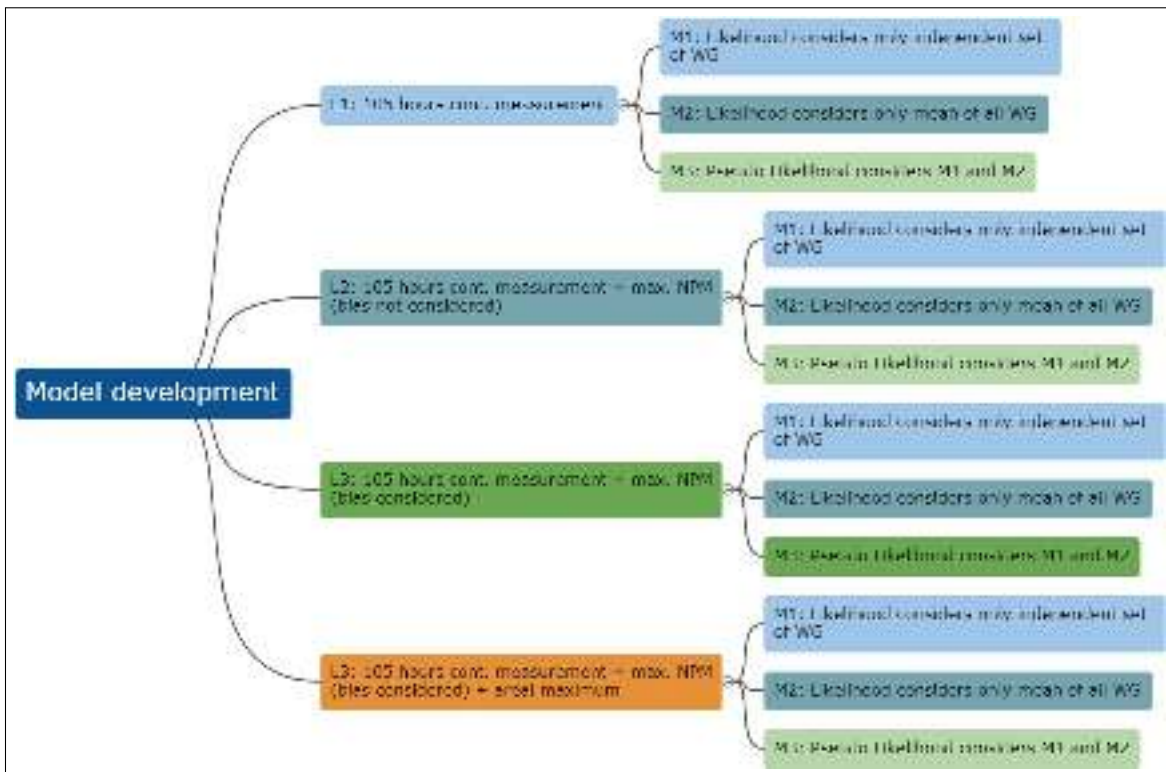 L1: 105 hours cont. measurement
M1: Likelihood considers only independent set
of WG
M2: Likelihood considers only mean of all WG
M3: Pseudo Likelihood considers M1 and M2
Model development
L2: 105 hours cont. measurement + max. NPM
(bias not considered)
M1: Likelihood considers only independent set
of WG
M2: Likelihood considers only mean of all WG
M3: Pseudo Likelihood considers M1 and M2
L3: 105 hours cont. measurement + max. NPM
(bias considered)
M1: Likelihood considers only independent set
of WG
M2: Likelihood considers only mean of all WG
M3: Pseudo Likelihood considers M1 and M2
L3: 105 hours cont. measurement + max. NPM
(bias considered) + areal maximum
M1: Likelihood considers only independent set
of WG
M2: Likelihood considers only mean of all WG
M3: Pseudo Likelihood considers M1 and M2